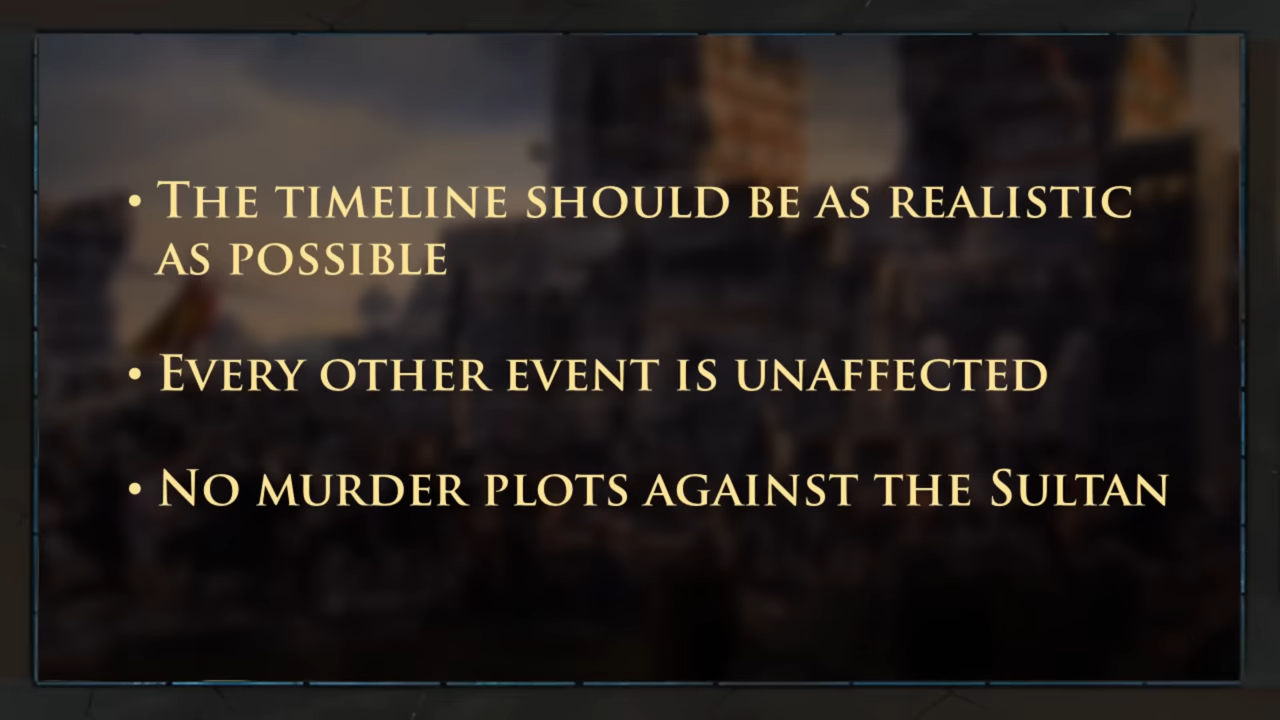 • The timeline should be as realistic
as possible
• Every other event is unaffected
• No murder plots against the Sultan